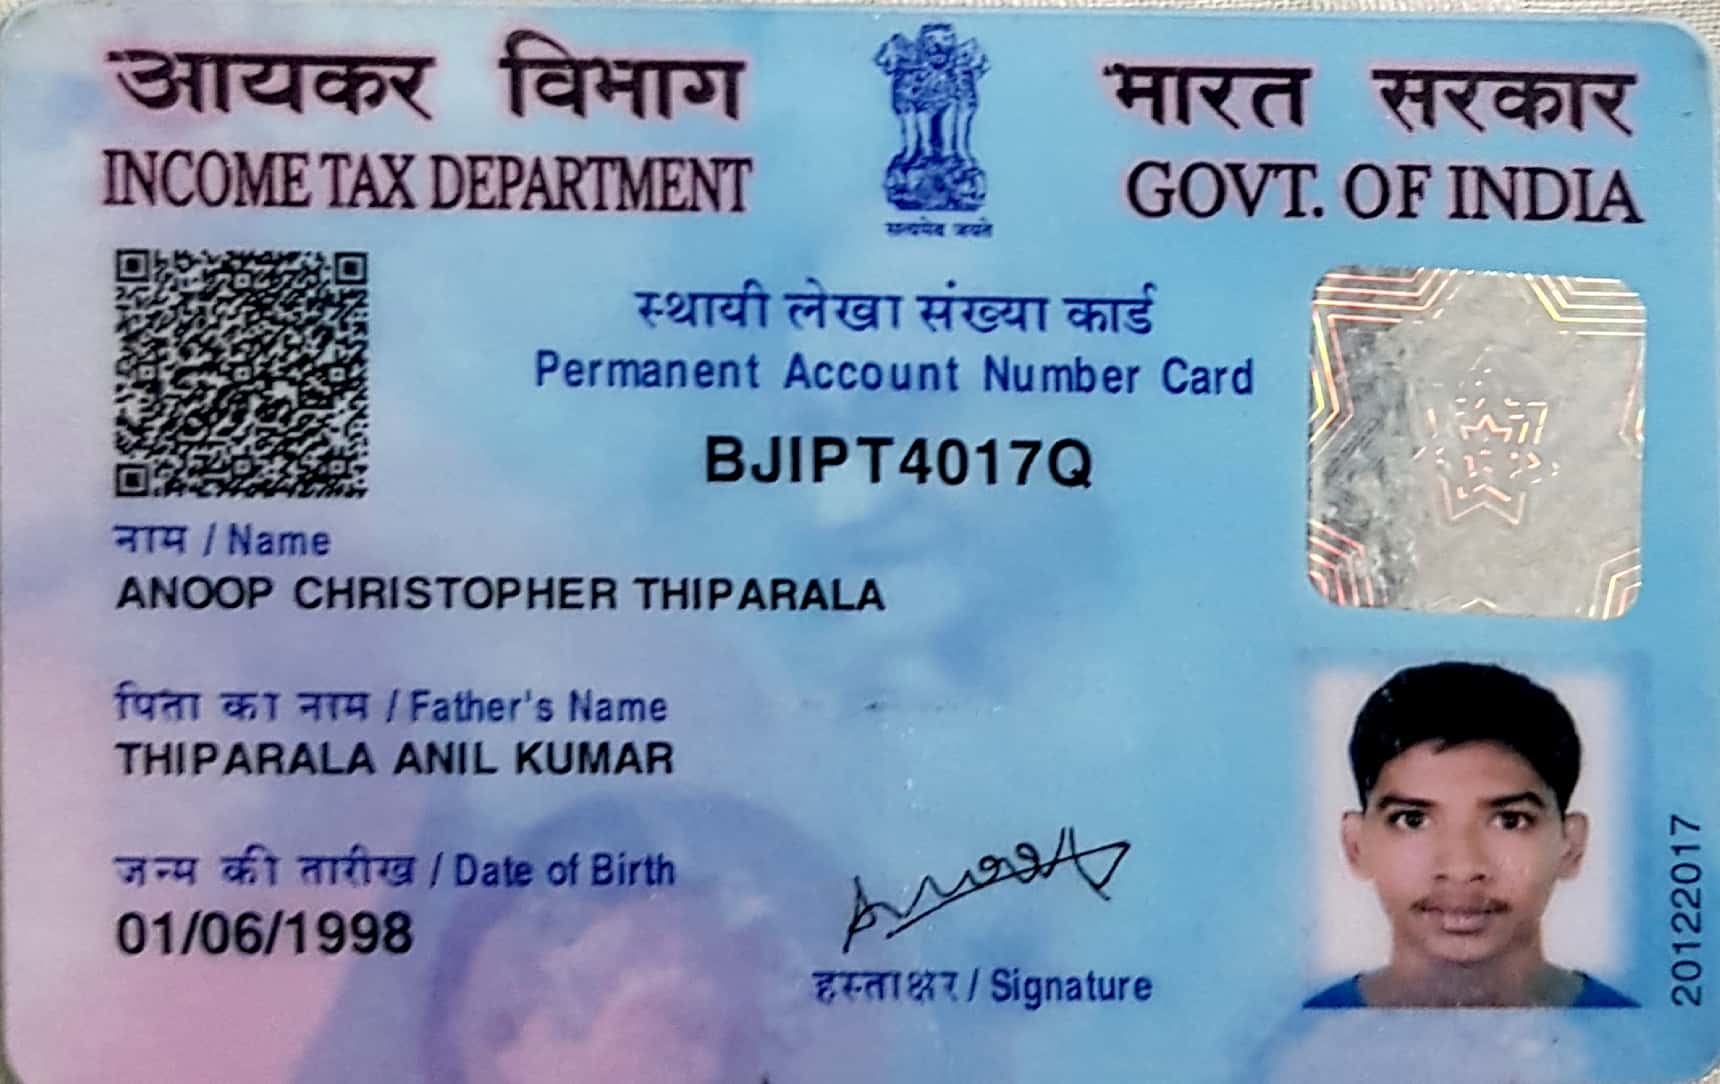 आयकर विभाग
INCOME TAX DEPARTMENT
सत्यमेव जयते
भारत सरकार
GOVT. OF INDIA
स्थायी लेखा संख्या कार्ड
Permanent Account Number Card
BJIPT4017Q
नाम / Name
ANOOP CHRISTOPHER THIPARALA
पिता का नाम / Father's Name
THIPARALA ANIL KUMAR
जन्म की तारीख / Date of Birth
01/06/1998
Anoop
हस्ताक्षर / Signature
20122017